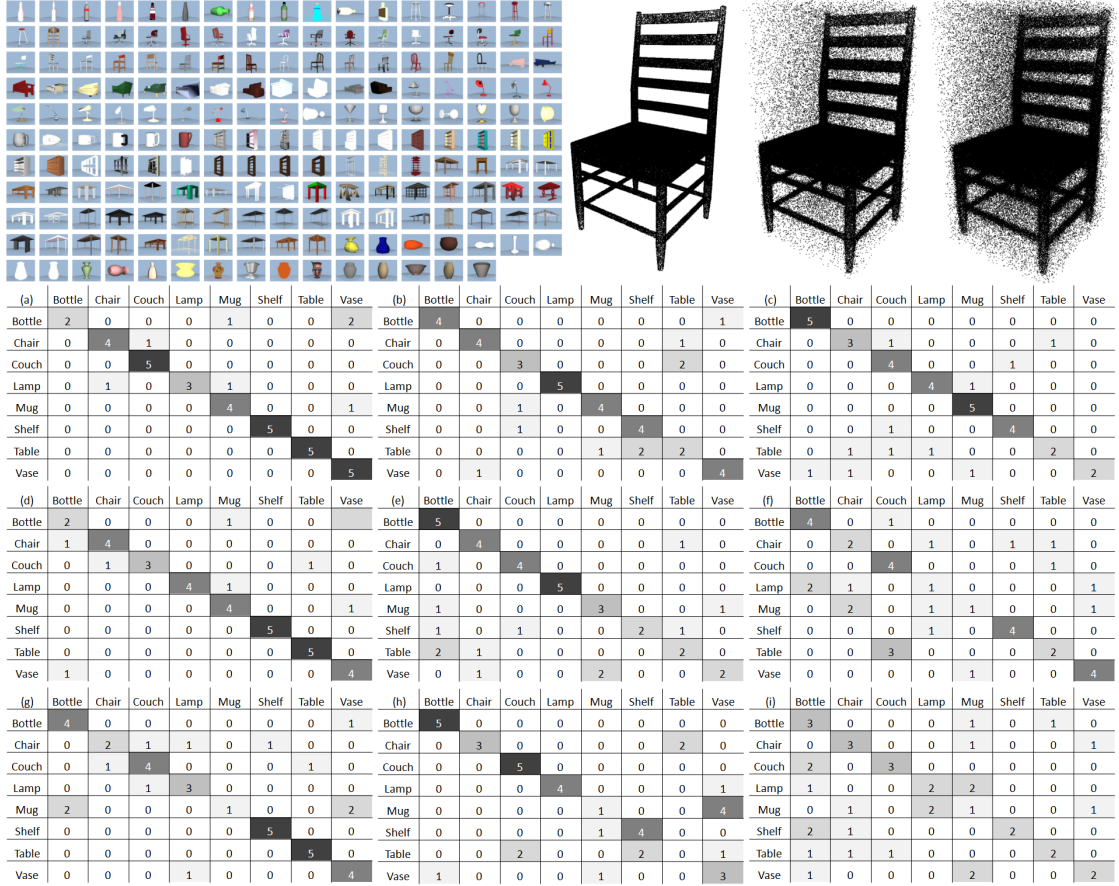 (a) Bottle Chair Couch Lamp Mug Shelf Table Vase
Bottle 2 0 0 0 1 0 0 2
Chair 0 4 1 0 0 0 0 0
Couch 0 0 5 0 0 0 0 0
Lamp 0 1 0 3 1 0 0 0
Mug 0 0 0 0 4 0 0 1
Shelf 0 0 0 0 0 5 0 0
Table 0 0 0 0 0 0 5 0
Vase 0 0 0 0 0 0 0 5
(b) Bottle Chair Couch Lamp Mug Shelf Table Vase
Bottle 4 0 0 0 0 0 0 1
Chair 0 4 0 0 0 0 1 0
Couch 0 0 3 0 0 0 2 0
Lamp 0 0 0 5 0 0 0 0
Mug 0 0 1 0 4 0 0 0
Shelf 0 0 1 0 0 4 0 0
Table 0 0 0 0 1 2 2 0
Vase 0 1 0 0 0 0 0 4
(c) Bottle Chair Couch Lamp Mug Shelf Table Vase
Bottle 5 0 0 0 0 0 0 0
Chair 0 3 1 0 0 0 1 0
Couch 0 0 4 0 0 1 0 0
Lamp 0 0 0 4 1 0 0 0
Mug 0 0 0 0 5 0 0 0
Shelf 0 0 1 0 0 4 0 0
Table 0 1 1 1 0 0 2 0
Vase 1 1 0 0 1 0 0 2
(d) Bottle Chair Couch Lamp Mug Shelf Table Vase
Bottle 2 0 0 0 1 0 0
Chair 1 4 0 0 0 0 0 0
Couch 0 1 3 0 0 0 1 0
Lamp 0 0 0 4 1 0 0 0
Mug 0 0 0 0 4 0 0 1
Shelf 0 0 0 0 0 5 0 0
Table 0 0 0 0 0 0 5 0
Vase 1 0 0 0 0 0 0 4
(e) Bottle Chair Couch Lamp Mug Shelf Table Vase
Bottle 5 0 0 0 0 0 0 0
Chair 0 4 0 0 0 0 1 0
Couch 1 0 4 0 0 0 0 0
Lamp 0 0 0 5 0 0 0 0
Mug 1 0 0 0 3 0 0 1
Shelf 1 0 1 0 0 2 1 0
Table 2 1 0 0 0 0 2 0
Vase 0 1 0 0 2 0 0 2
(f) Bottle Chair Couch Lamp Mug Shelf Table Vase
Bottle 4 0 1 0 0 0 0 0
Chair 0 2 0 1 0 1 1 0
Couch 0 0 4 0 0 0 1 0
Lamp 2 1 0 1 0 0 0 1
Mug 0 2 0 1 1 0 0 1
Shelf 0 0 0 1 0 4 0 0
Table 0 0 3 0 0 0 2 0
Vase 0 0 0 0 1 0 0 4
(g) Bottle Chair Couch Lamp Mug Shelf Table Vase
Bottle 4 0 0 0 0 0 0 1
Chair 0 2 1 1 0 1 0 0
Couch 0 1 4 0 0 0 1 0
Lamp 0 0 1 3 0 0 0 0
Mug 2 0 0 0 1 0 0 2
Shelf 0 0 0 0 0 5 0 0
Table 0 0 0 0 0 0 5 0
Vase 0 0 0 1 0 0 0 4
(h) Bottle Chair Couch Lamp Mug Shelf Table Vase
Bottle 5 0 0 0 0 0 0 0
Chair 0 3 0 0 0 0 2 0
Couch 0 0 5 0 0 0 0 0
Lamp 0 0 0 4 0 0 0 1
Mug 0 0 0 0 1 0 0 4
Shelf 0 0 0 0 1 4 0 0
Table 0 0 2 0 0 2 0 1
Vase 1 0 0 0 1 0 0 3
(i) Bottle Chair Couch Lamp Mug Shelf Table Vase
Bottle 3 0 0 0 1 0 1 0
Chair 0 3 0 0 1 0 0 1
Couch 2 0 3 0 0 0 0 0
Lamp 1 0 0 2 2 0 0 0
Mug 0 1 0 2 1 0 0 1
Shelf 2 1 0 0 0 2 0 0
Table 1 1 1 0 0 0 2 0
Vase 1 0 0 0 2 0 0 2